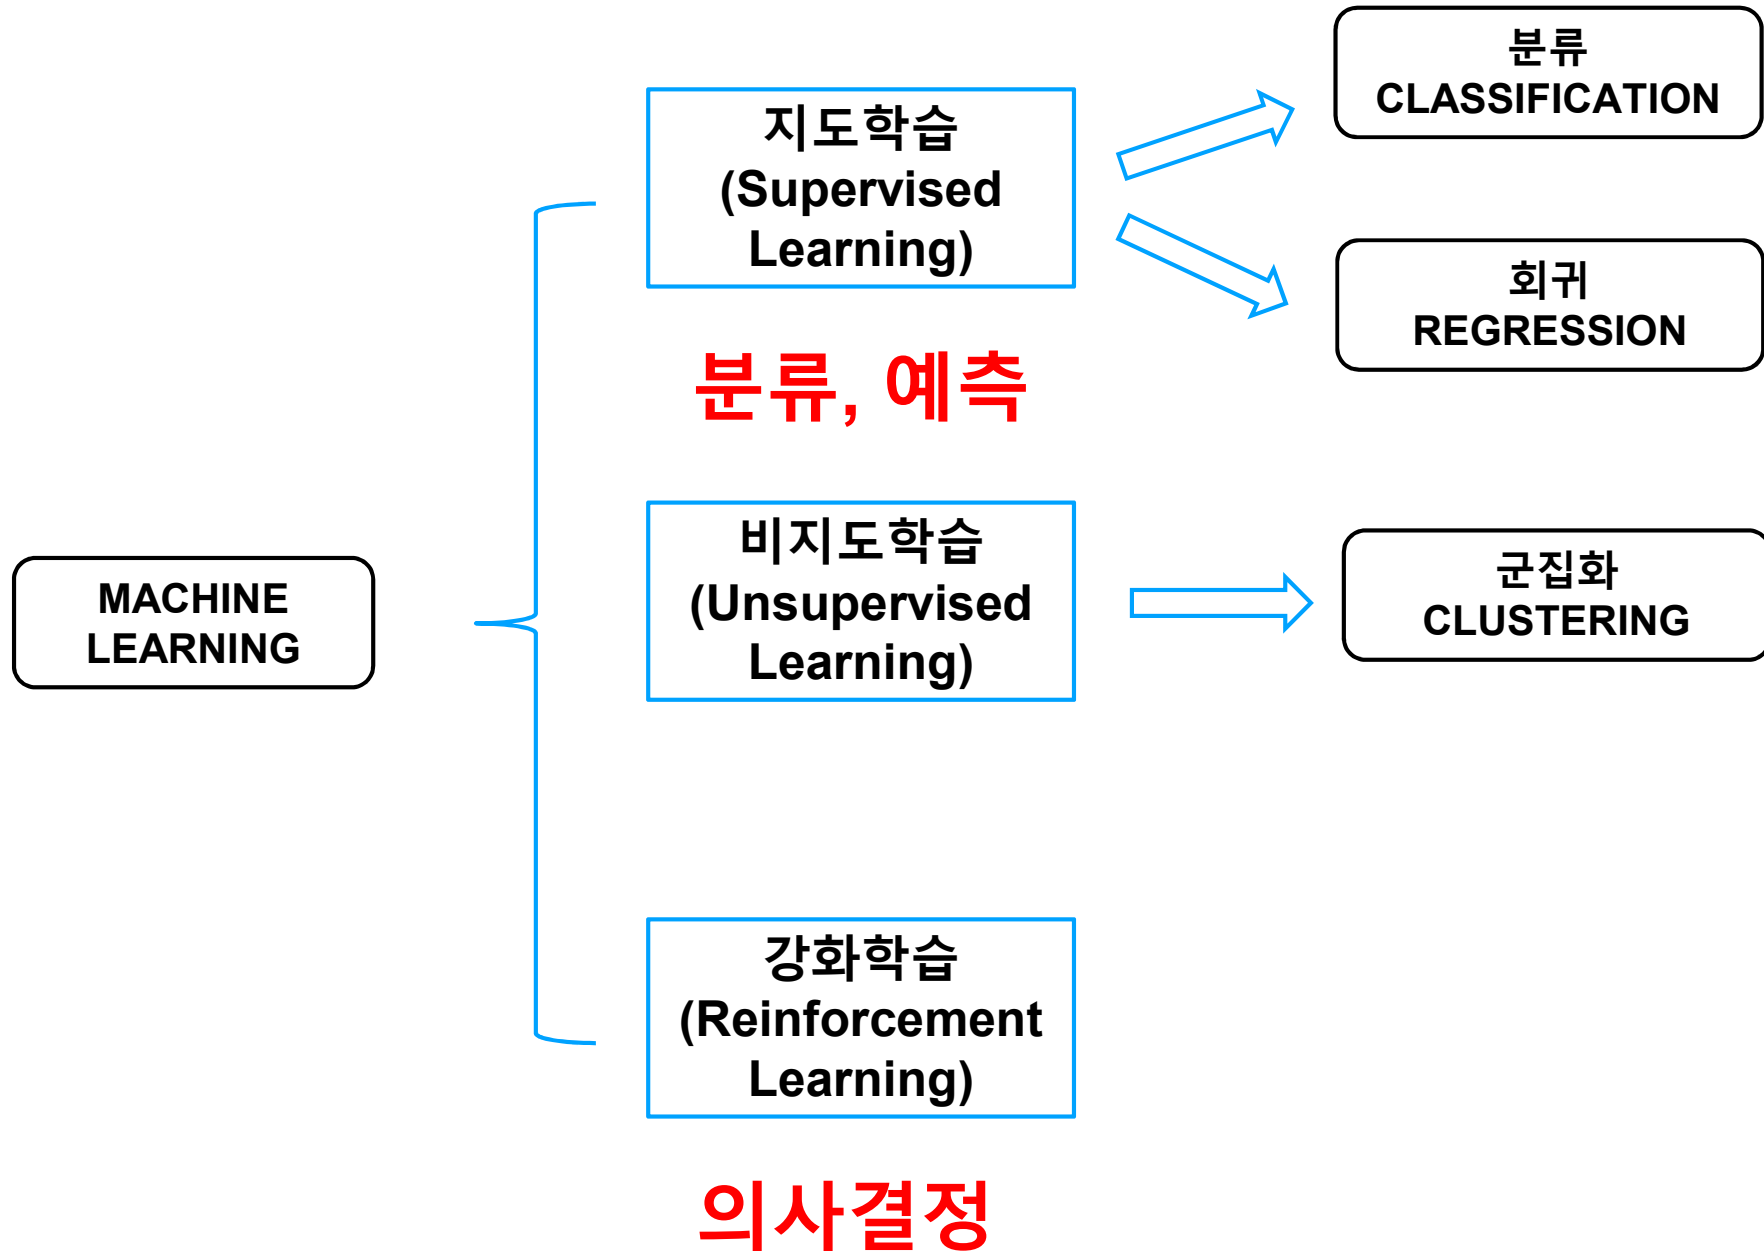 MACHINE
LEARNING
지도학습
(Supervised
Learning)
분류, 예측
분류
CLASSIFICATION
회귀
REGRESSION
비지도학습
(Unsupervised
Learning)
군집화
CLUSTERING
강화학습
(Reinforcement
Learning)
의사결정